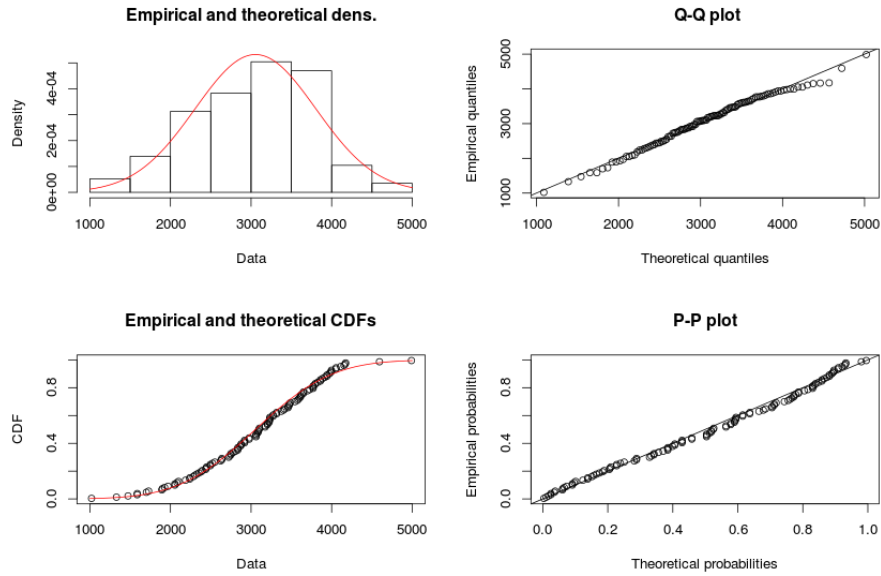 Empirical and theoretical dens.
Density
0e+00
2e-04
4e-04
1000 2000 3000 4000 5000
Data
Q-Q plot
Empirical quantiles
1000
3000
5000
1000 2000 3000 4000 5000
Theoretical quantiles
Empirical and theoretical CDFs
CDF
0.0
0.4
0.8
1000 2000 3000 4000 5000
Data
P-P plot
Empirical probabilities
0.0
0.4
0.8
0.0 0.2 0.4 0.6 0.8 1.0
Theoretical probabilities